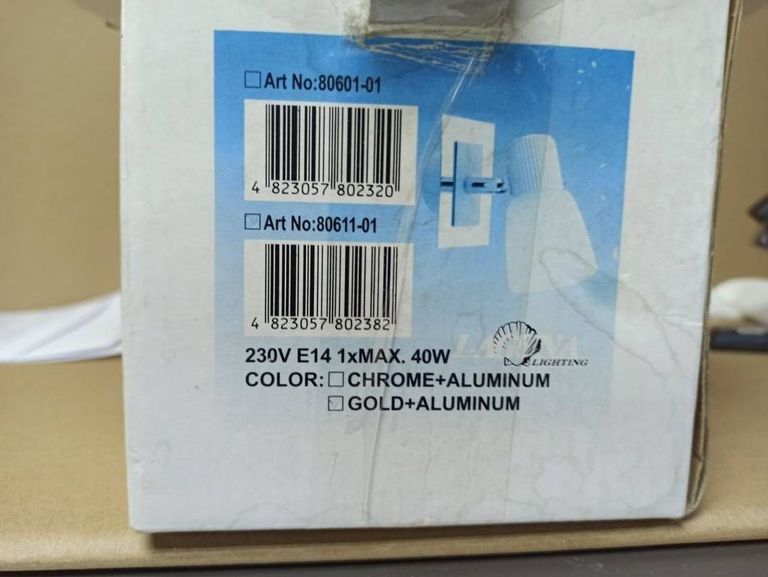 Art No:80601-01
4 823057 802320
Art No:80611-01
4 823057 802382
230V E14 1xMAX. 40W
LIGHTING
COLOR: CHROME+ALUMINUM
GOLD+ALUMINUM